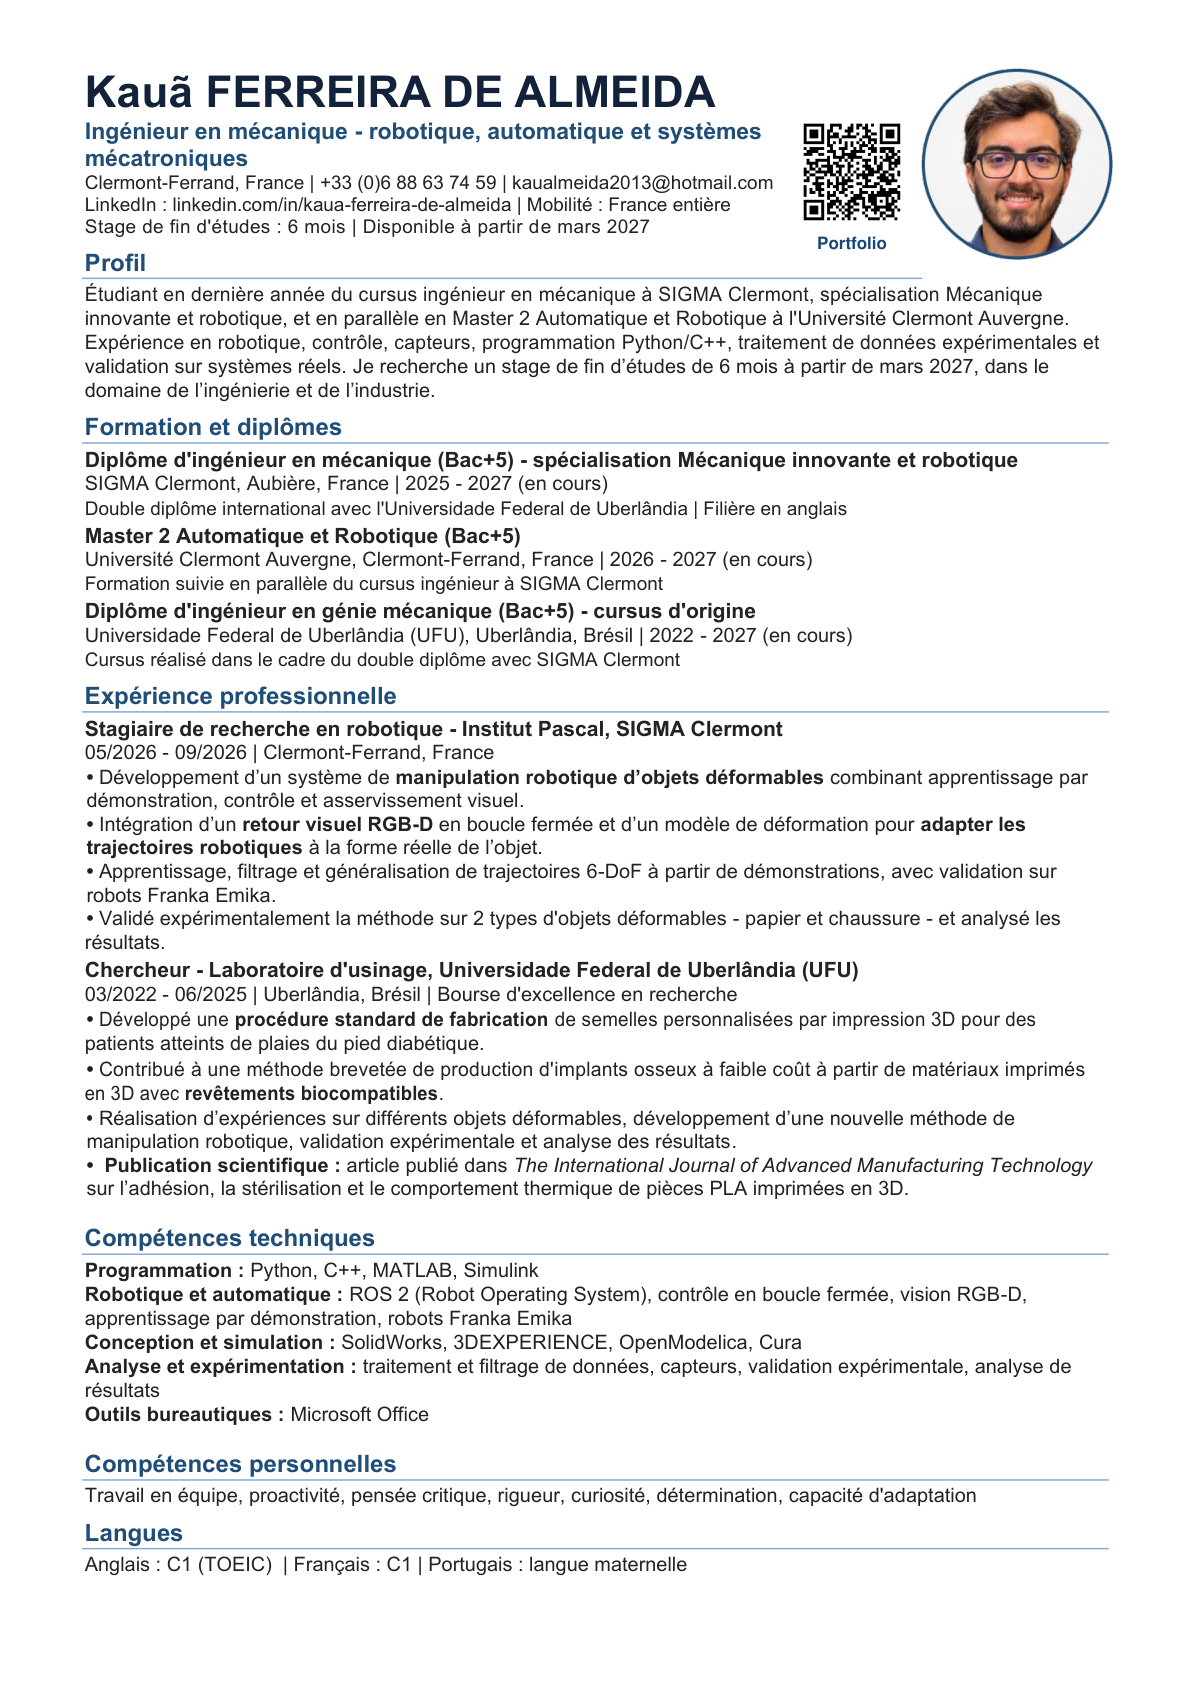 Kauã FERREIRA DE ALMEIDA
Ingénieur en mécanique - robotique, automatique et systèmes
mécatroniques
Clermont-Ferrand, France | +33 (0)6 88 63 74 59 | kaualmeida2013@hotmail.com
LinkedIn : linkedin.com/in/kaua-ferreira-de-almeida | Mobilité : France entière
Stage de fin d'études : 6 mois | Disponible à partir de mars 2027
Portfolio
Profil
Étudiant en dernière année du cursus ingénieur en mécanique à SIGMA Clermont, spécialisation Mécanique
innovante et robotique, et en parallèle en Master 2 Automatique et Robotique à l'Université Clermont Auvergne.
Expérience en robotique, contrôle, capteurs, programmation Python/C++, traitement de données expérimentales et
validation sur systèmes réels. Je recherche un stage de fin d’études de 6 mois à partir de mars 2027, dans le
domaine de l’ingénierie et de l’industrie.
Formation et diplômes
Diplôme d'ingénieur en mécanique (Bac+5) - spécialisation Mécanique innovante et robotique
SIGMA Clermont, Aubière, France | 2025 - 2027 (en cours)
Double diplôme international avec l'Universidade Federal de Uberlândia | Filière en anglais
Master 2 Automatique et Robotique (Bac+5)
Université Clermont Auvergne, Clermont-Ferrand, France | 2026 - 2027 (en cours)
Formation suivie en parallèle du cursus ingénieur à SIGMA Clermont
Diplôme d'ingénieur en génie mécanique (Bac+5) - cursus d'origine
Universidade Federal de Uberlândia (UFU), Uberlândia, Brésil | 2022 - 2027 (en cours)
Cursus réalisé dans le cadre du double diplôme avec SIGMA Clermont
Expérience professionnelle
Stagiaire de recherche en robotique - Institut Pascal, SIGMA Clermont
05/2026 - 09/2026 | Clermont-Ferrand, France
• Développement d’un système de manipulation robotique d’objets déformables combinant apprentissage par
démonstration, contrôle et asservissement visuel.
• Intégration d’un retour visuel RGB-D en boucle fermée et d’un modèle de déformation pour adapter les
trajectoires robotiques à la forme réelle de l’objet.
• Apprentissage, filtrage et généralisation de trajectoires 6-DoF à partir de démonstrations, avec validation sur
robots Franka Emika.
• Validé expérimentalement la méthode sur 2 types d'objets déformables - papier et chaussure - et analysé les
résultats.
Chercheur - Laboratoire d'usinage, Universidade Federal de Uberlândia (UFU)
03/2022 - 06/2025 | Uberlândia, Brésil | Bourse d'excellence en recherche
• Développé une procédure standard de fabrication de semelles personnalisées par impression 3D pour des
patients atteints de plaies du pied diabétique.
• Contribué à une méthode brevetée de production d'implants osseux à faible coût à partir de matériaux imprimés
en 3D avec revêtements biocompatibles.
• Réalisation d’expériences sur différents objets déformables, développement d’une nouvelle méthode de
manipulation robotique, validation expérimentale et analyse des résultats.
• Publication scientifique : article publié dans The International Journal of Advanced Manufacturing Technology
sur l’adhésion, la stérilisation et le comportement thermique de pièces PLA imprimées en 3D.
Compétences techniques
Programmation : Python, C++, MATLAB, Simulink
Robotique et automatique : ROS 2 (Robot Operating System), contrôle en boucle fermée, vision RGB-D,
apprentissage par démonstration, robots Franka Emika
Conception et simulation : SolidWorks, 3DEXPERIENCE, OpenModelica, Cura
Analyse et expérimentation : traitement et filtrage de données, capteurs, validation expérimentale, analyse de
résultats
Outils bureautiques : Microsoft Office
Compétences personnelles
Travail en équipe, proactivité, pensée critique, rigueur, curiosité, détermination, capacité d'adaptation
Langues
Anglais : C1 (TOEIC) | Français : C1 | Portugais : langue maternelle